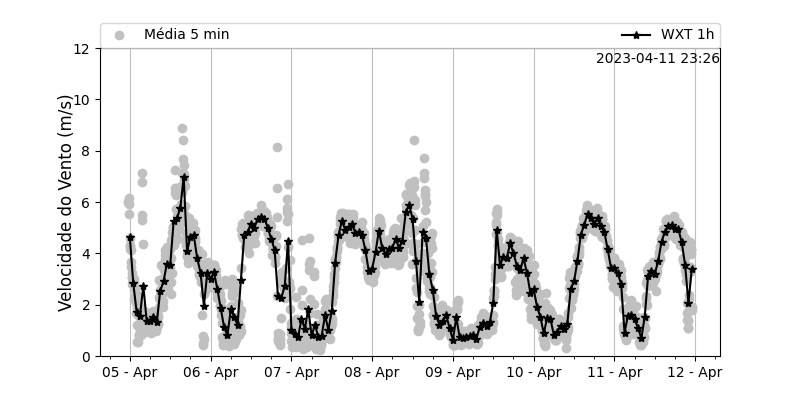 Média 5 min
WXT 1h
2023-04-11 23:26
Velocidade do Vento (m/s)
12
10
8
6
4
2
0
05 - Apr
06 - Apr
07 - Apr
08 - Apr
09 - Apr
10 - Apr
11 - Apr
12 - Apr